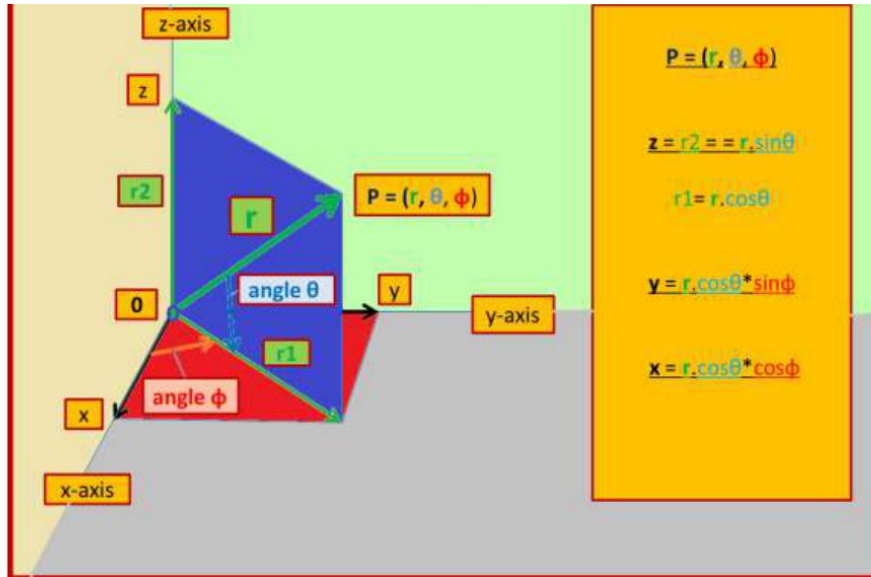 z-axis
z
r2
r
P = (r, θ, ϕ)
angle θ
0
y
y-axis
r1
x
angle ϕ
x-axis
P = (r, θ, ϕ)
z = r2 = = r.sinθ
r1= r.cosθ
y = r.cosθ*sinϕ
x = r.cosθ*cosϕ